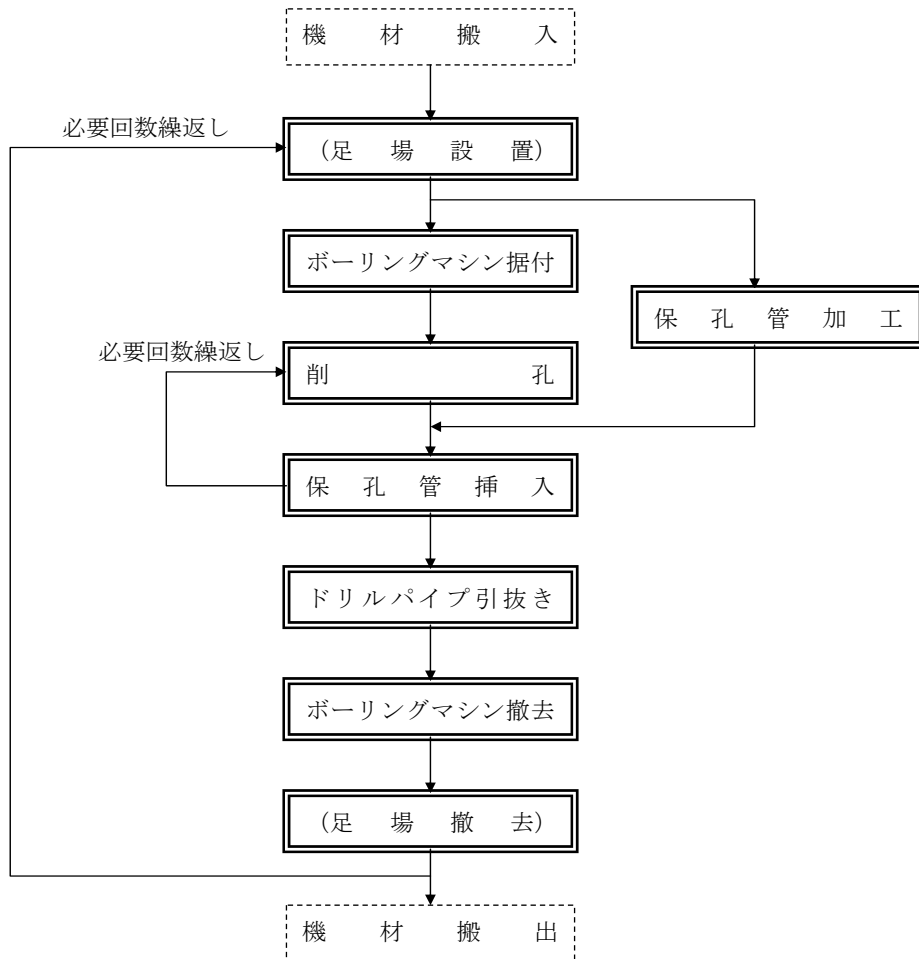 機材搬入
必要回数繰返し
(足場設置)
ボーリングマシン据付
保孔管加工
必要回数繰返し
削孔
保孔管挿入
ドリルパイプ引抜き
ボーリングマシン撤去
(足場撤去)
機材搬出